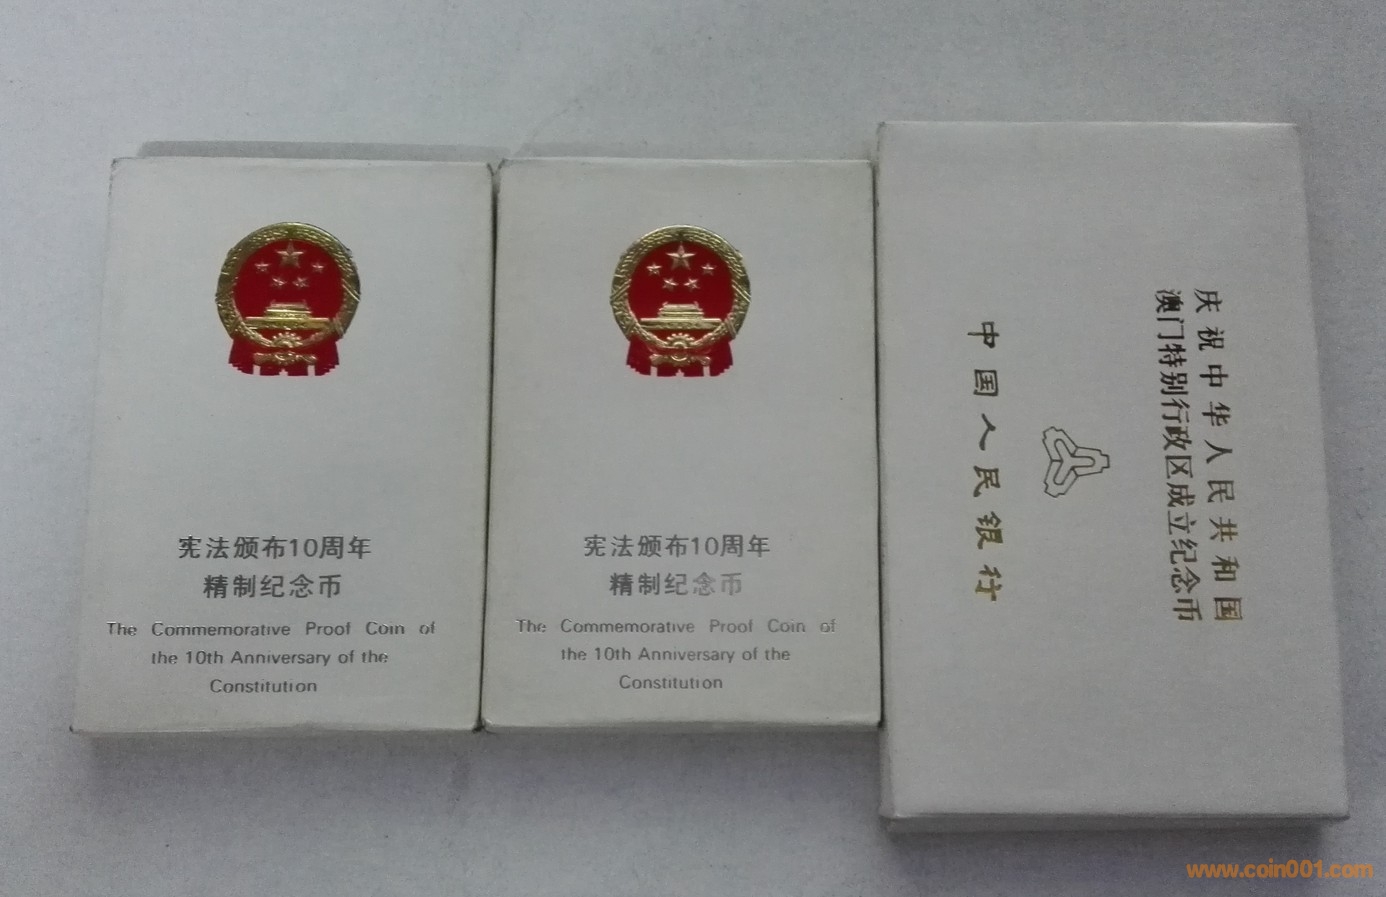 宪法颁布10周年
精制纪念币
The Commemorative Proof Coin of
the 10th Anniversary of the
Constitution
宪法颁布10周年
精制纪念币
The Commemorative Proof Coin of
the 10th Anniversary of the
Constitution
庆祝中华人民共和国
澳门特别行政区成立纪念币
中国人民银行
www.coin001.com